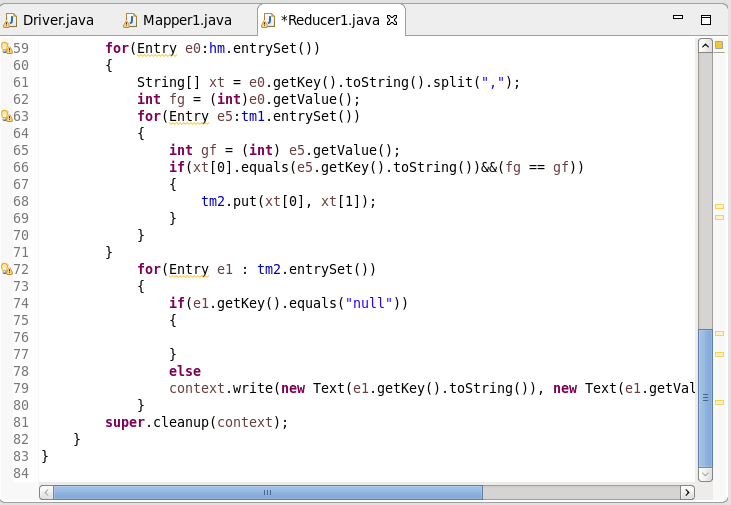 Driver.java Mapper1.java *Reducer1.java
59 for(Entry e0:hm.entrySet())
60 {
61 String[] xt = e0.getKey().toString().split(",");
62 int fg = (int)e0.getValue();
63 for(Entry e5:tm1.entrySet())
64 {
65 int gf = (int) e5.getValue();
66 if(xt[0].equals(e5.getKey().toString())&&(fg == gf))
67 {
68 tm2.put(xt[0], xt[1]);
69 }
70 }
71 }
72 for(Entry e1 : tm2.entrySet())
73 {
74 if(e1.getKey().equals("null"))
75 {
76
77 }
78 else
79 context.write(new Text(e1.getKey().toString()), new Text(e1.getVal
80 }
81 super.cleanup(context);
82 }
83 }
84